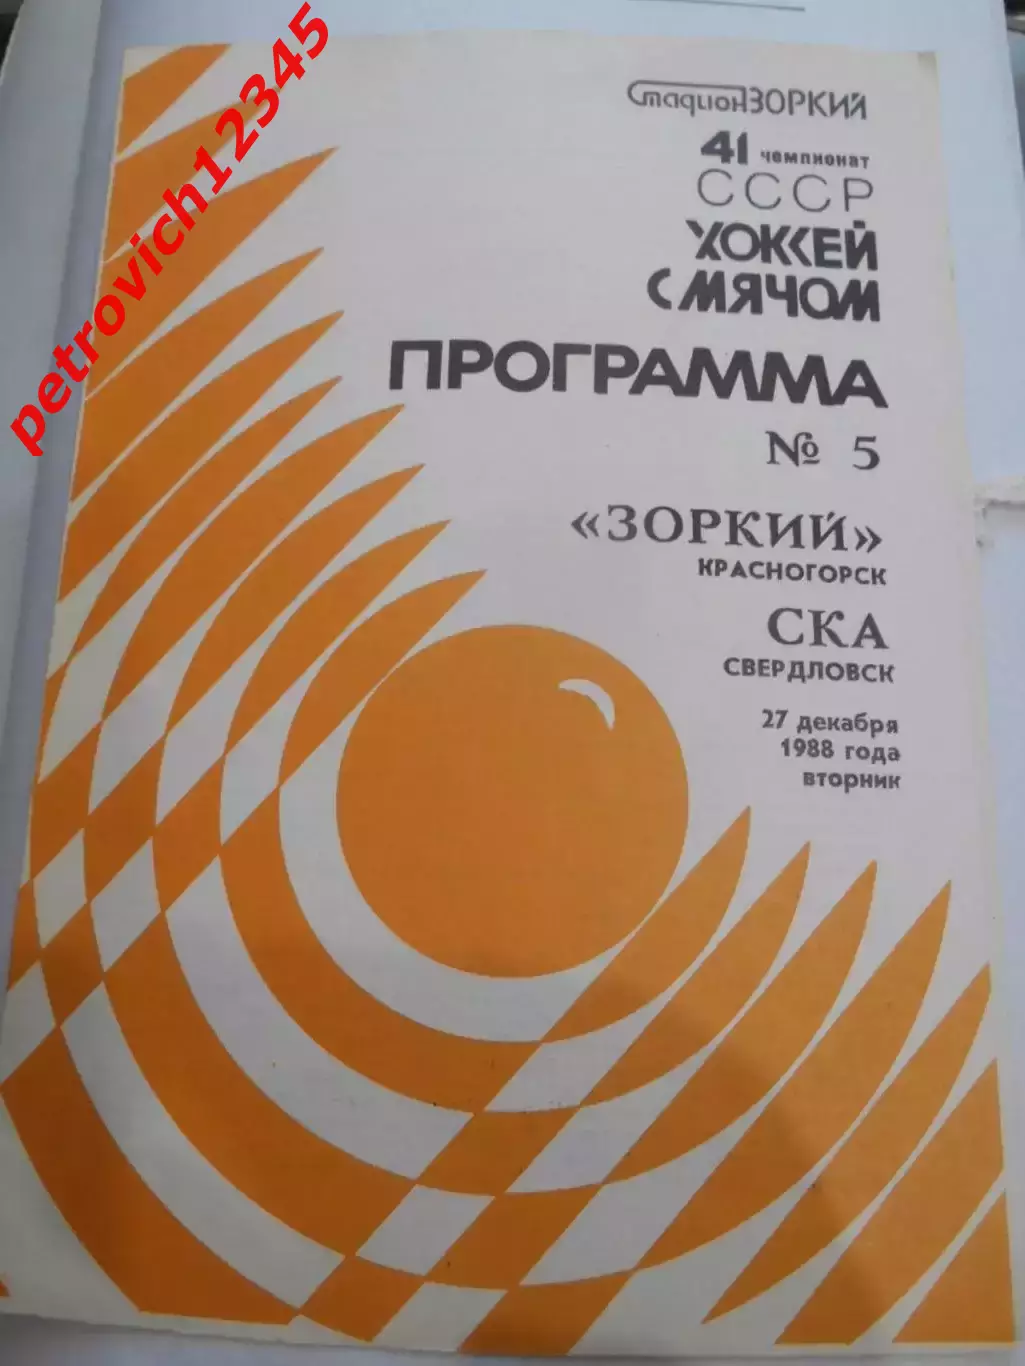 petrovich12345
Стадион ЗОРКИЙ
41 чемпионат
СССР
ХОККЕЙ
С МЯЧОМ
ПРОГРАММА
№ 5
«ЗОРКИЙ»
КРАСНОГОРСК
СКА
СВЕРДЛОВСК
27 декабря
1988 года
вторник